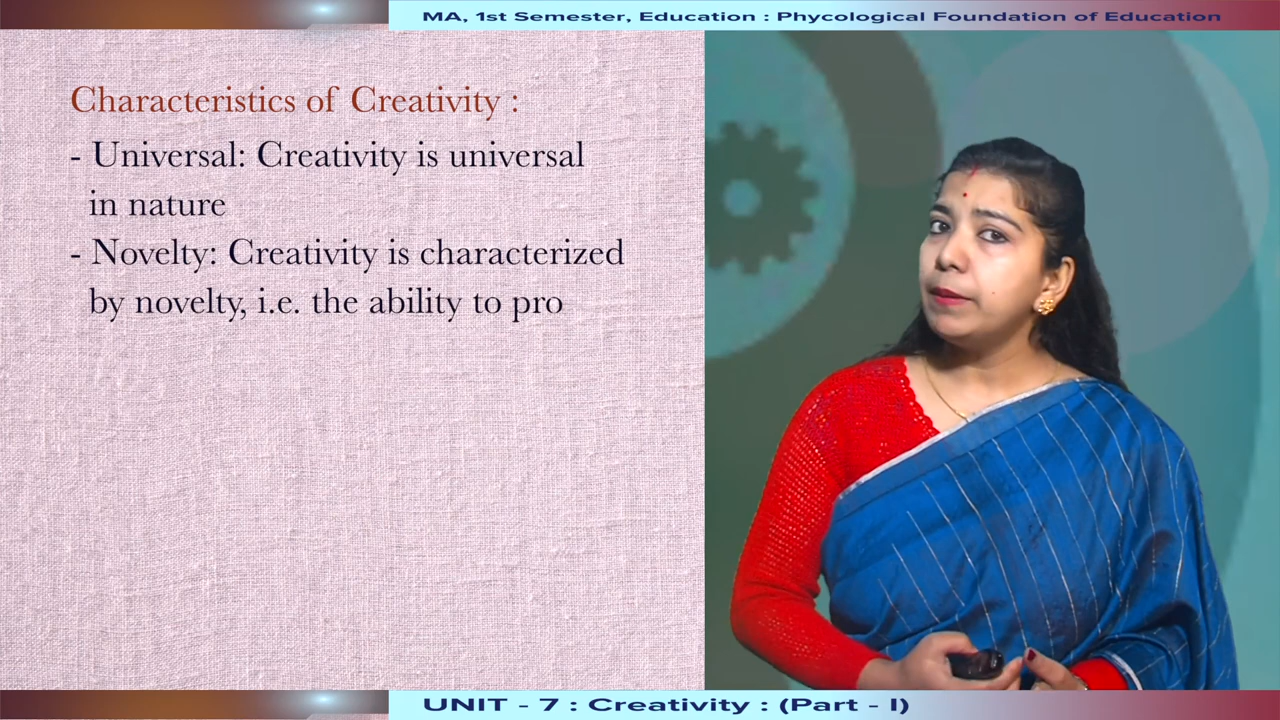 MA, 1st Semester, Education : Phycological Foundation of Education
Characteristics of Creativity :
- Universal: Creativity is universal
in nature
- Novelty: Creativity is characterized
by novelty, i.e. the ability to pro
UNIT - 7 : Creativity : (Part - I)